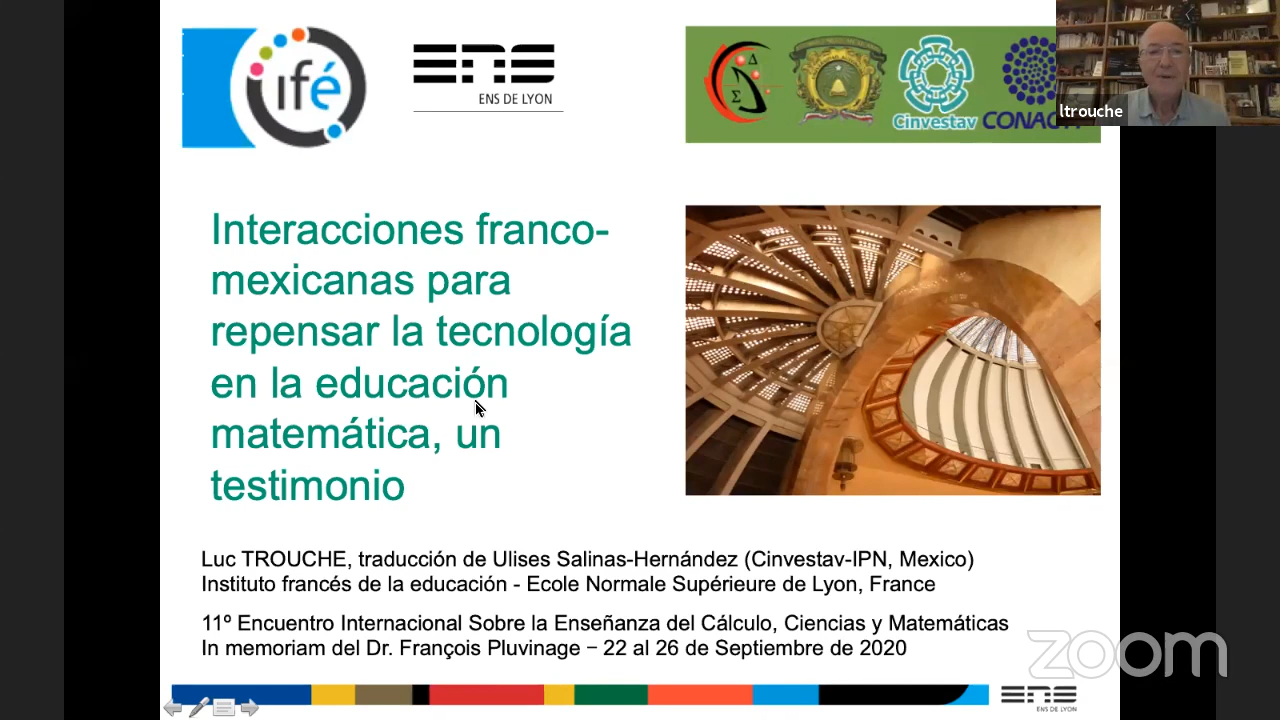 ifé
ENS
ENS DE LYON
Δ
Σ
Cinvestav
ltrouche
Interacciones franco-
mexicanas para
repensar la tecnología
en la educación
matemática, un
testimonio
Luc TROUCHE, traducción de Ulises Salinas-Hernández (Cinvestav-IPN, Mexico)
Instituto francés de la educación - Ecole Normale Supérieure de Lyon, France
11º Encuentro Internacional Sobre la Enseñanza del Cálculo, Ciencias y Matemáticas
In memoriam del Dr. François Pluvinage − 22 al 26 de Septiembre de 2020
zoom
ENS
ENS DE LYON